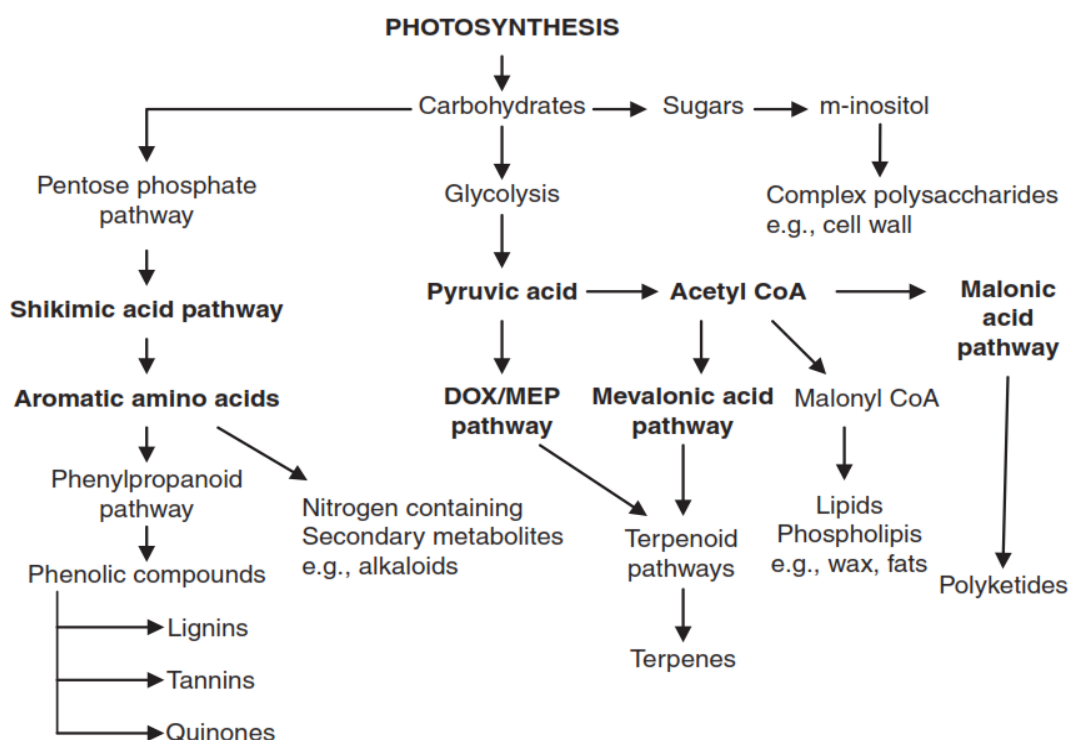 PHOTOSYNTHESIS
Carbohydrates
Sugars
m-inositol
Pentose phosphate
pathway
Glycolysis
Complex polysaccharides
e.g., cell wall
Shikimic acid pathway
Pyruvic acid
Acetyl CoA
Malonic
acid
pathway
Aromatic amino acids
DOX/MEP
pathway
Mevalonic acid
pathway
Malonyl CoA
Phenylpropanoid
pathway
Nitrogen containing
Secondary metabolites
e.g., alkaloids
Terpenoid
pathways
Lipids
Phospholipis
e.g., wax, fats
Polyketides
Phenolic compounds
Lignins
Tannins
Quinones
Terpenes